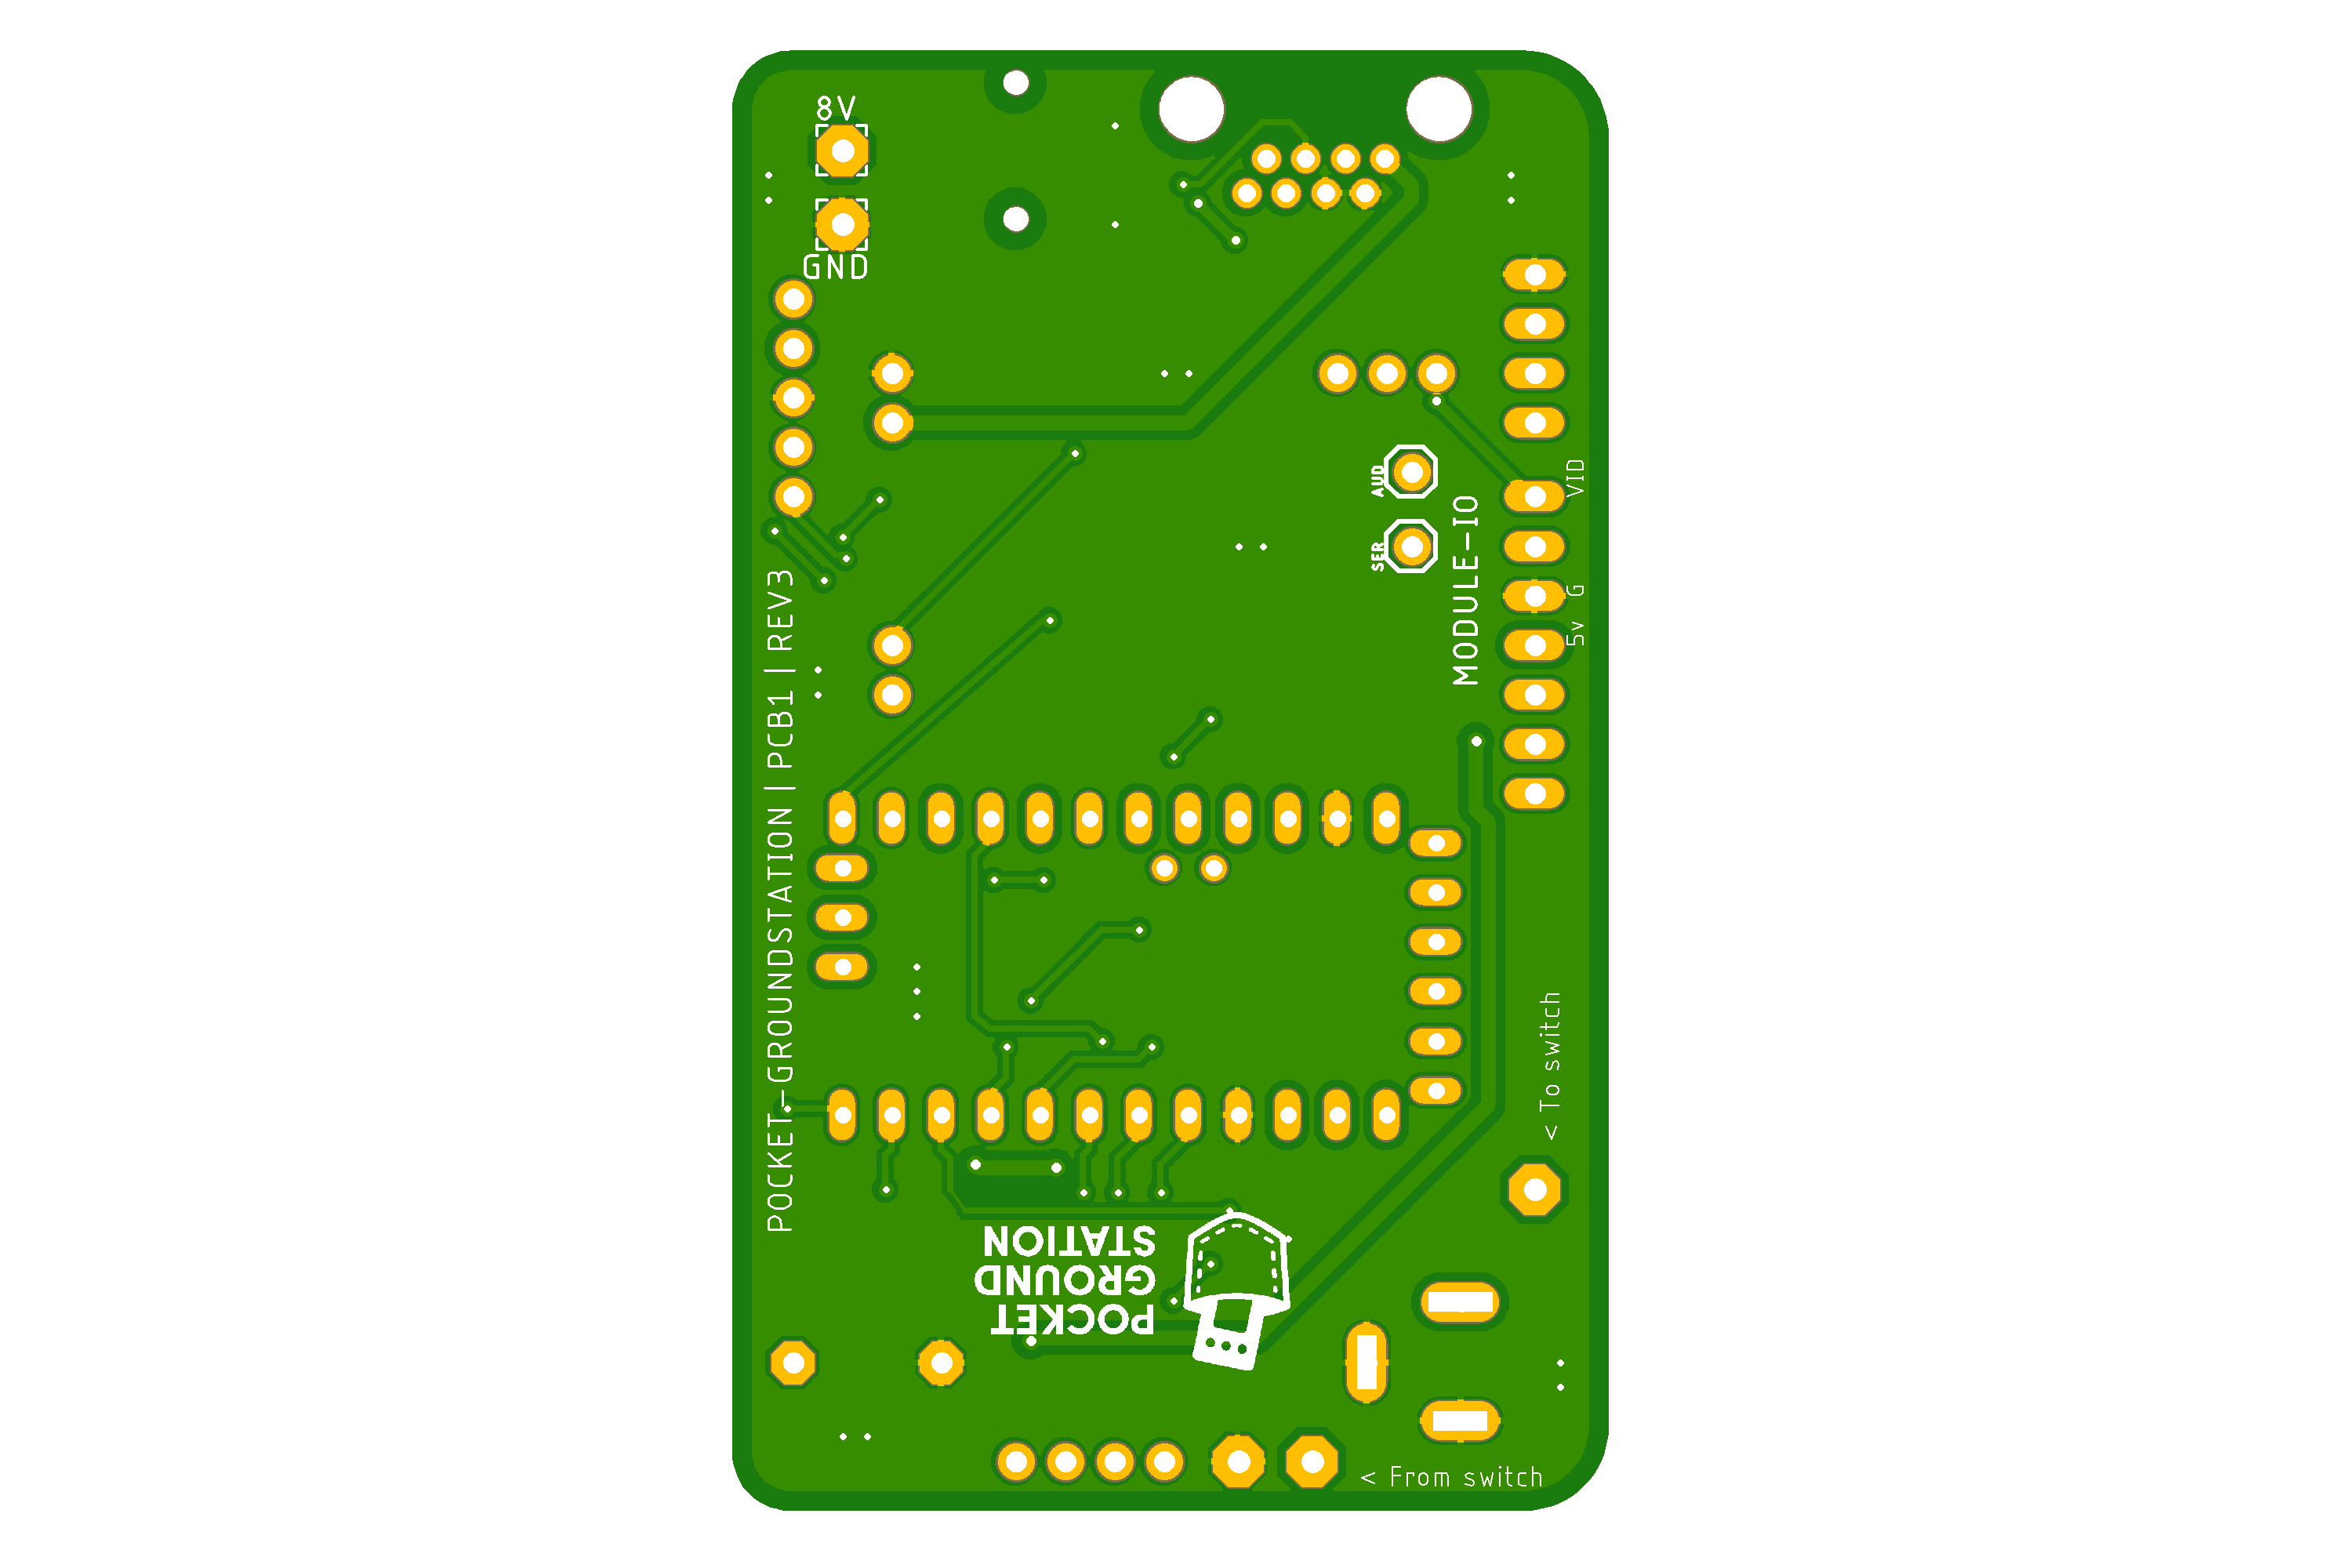 8V
GND
VID
AUD
SER
MODULE-IO
5v G
POCKET-GROUNDSTATION | PCB1 | REV3
< To switch
POCKET
GROUND
STATION
< From switch